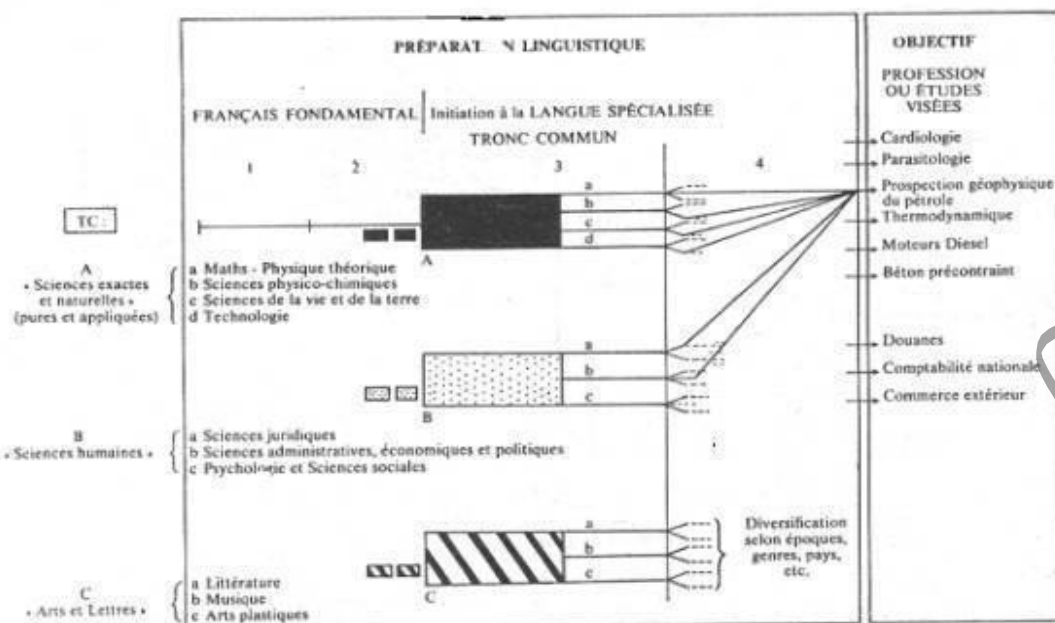 PRÉPARAT N LINGUISTIQUE
FRANÇAIS FONDAMENTAL
Initiation à la LANGUE SPÉCIALISÉE
TRONC COMMUN
1
2
3
4
TC :
a
b
c
d
A
A
« Sciences exactes
et naturelles »
(pures et appliquées)
a Maths - Physique théorique
b Sciences physico-chimiques
c Sciences de la vie et de la terre
d Technologie
a
b
c
B
B
« Sciences humaines »
a Sciences juridiques
b Sciences administratives, économiques et politiques
c Psychologie et Sciences sociales
a
b
c
C
Diversification
selon époques,
genres, pays,
etc.
C
« Arts et Lettres »
a Littérature
b Musique
c Arts plastiques
OBJECTIF
PROFESSION
OU ÉTUDES
VISÉES
Cardiologie
Parasitologie
Prospection géophysique
du pétrole
Thermodynamique
Moteurs Diesel
Béton précontraint
Douanes
Comptabilité nationale
Commerce extérieur